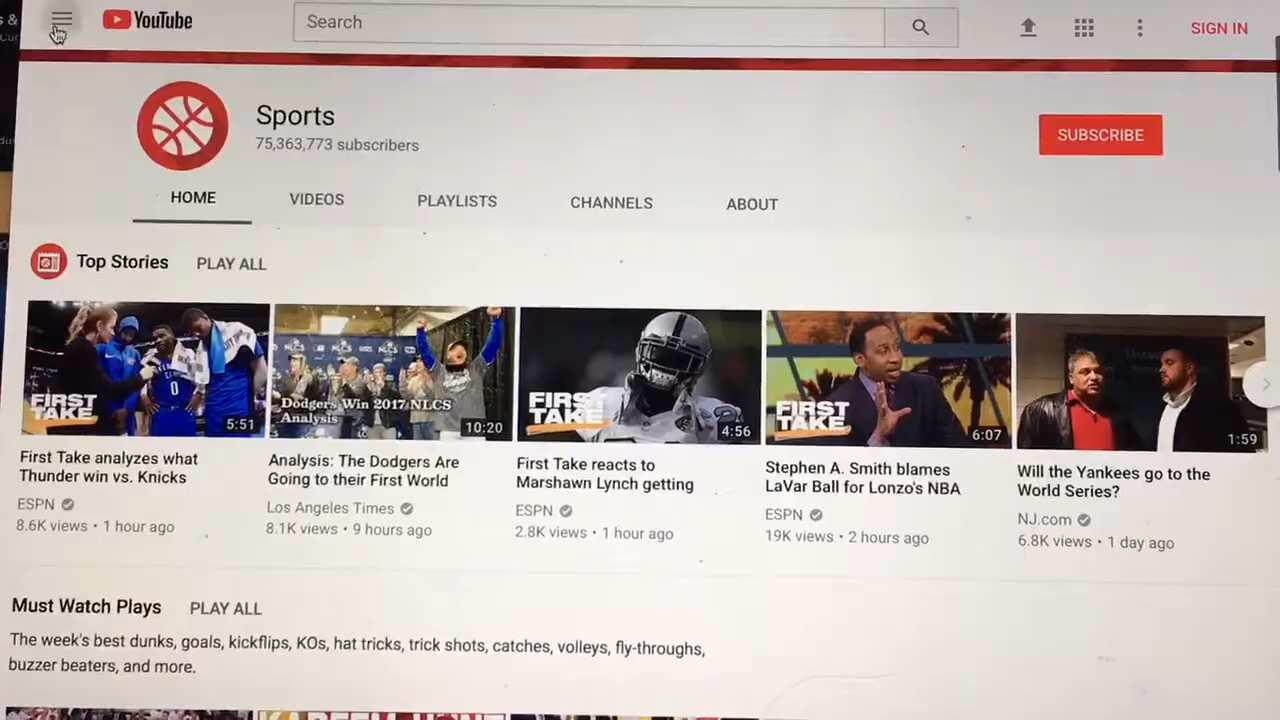 YouTube
Search
SIGN IN
Sports
75,363,773 subscribers
SUBSCRIBE
HOME
VIDEOS
PLAYLISTS
CHANNELS
ABOUT
Top Stories
PLAY ALL
FIRST
TAKE
0
5:51
Dodgers Win 2017 NLCS
Analysis
10:20
FIRST
TAKE
4:56
FIRST
TAKE
6:07
1:59
First Take analyzes what
Thunder win vs. Knicks
ESPN
8.6K views • 1 hour ago
Analysis: The Dodgers Are
Going to their First World
Los Angeles Times
8.1K views • 9 hours ago
First Take reacts to
Marshawn Lynch getting
ESPN
2.8K views • 1 hour ago
Stephen A. Smith blames
LaVar Ball for Lonzo's NBA
ESPN
19K views • 2 hours ago
Will the Yankees go to the
World Series?
NJ.com
6.8K views • 1 day ago
Must Watch Plays
PLAY ALL
The week's best dunks, goals, kickflips, KOs, hat tricks, trick shots, catches, volleys, fly-throughs,
buzzer beaters, and more.